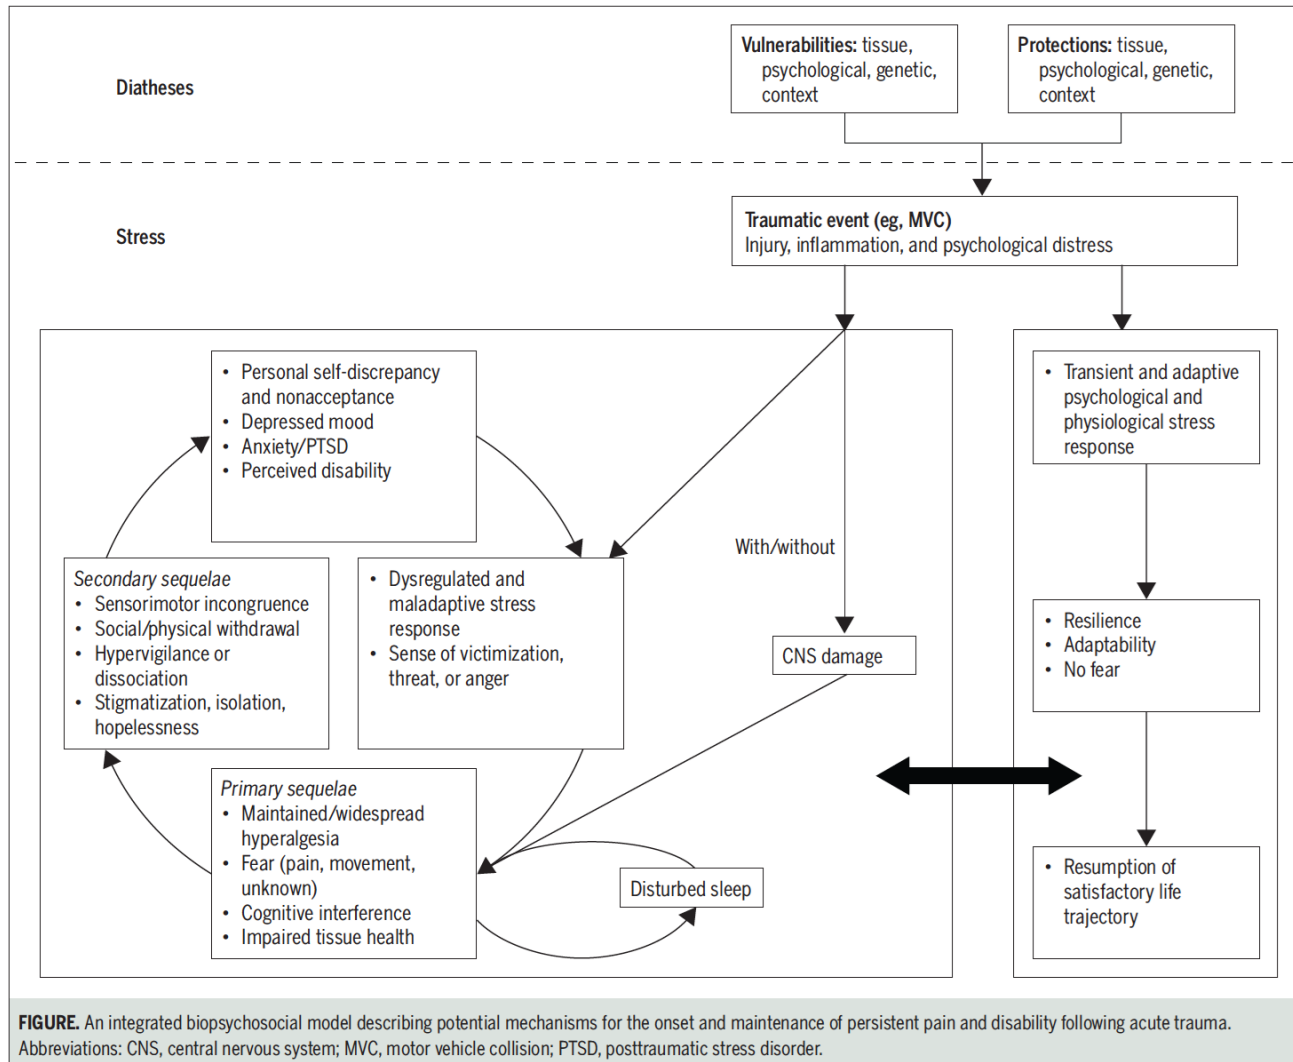 Diatheses
Vulnerabilities: tissue,
psychological, genetic,
context
Protections: tissue,
psychological, genetic,
context
Stress
Traumatic event (eg, MVC)
Injury, inflammation, and psychological distress
• Personal self-discrepancy
and nonacceptance
• Depressed mood
• Anxiety/PTSD
• Perceived disability
• Transient and adaptive
psychological and
physiological stress
response
With/without
Secondary sequelae
• Sensorimotor incongruence
• Social/physical withdrawal
• Hypervigilance or
dissociation
• Stigmatization, isolation,
hopelessness
• Dysregulated and
maladaptive stress
response
• Sense of victimization,
threat, or anger
CNS damage
• Resilience
• Adaptability
• No fear
Primary sequelae
• Maintained/widespread
hyperalgesia
• Fear (pain, movement,
unknown)
• Cognitive interference
• Impaired tissue health
Disturbed sleep
• Resumption of
satisfactory life
trajectory
FIGURE. An integrated biopsychosocial model describing potential mechanisms for the onset and maintenance of persistent pain and disability following acute trauma.
Abbreviations: CNS, central nervous system; MVC, motor vehicle collision; PTSD, posttraumatic stress disorder.